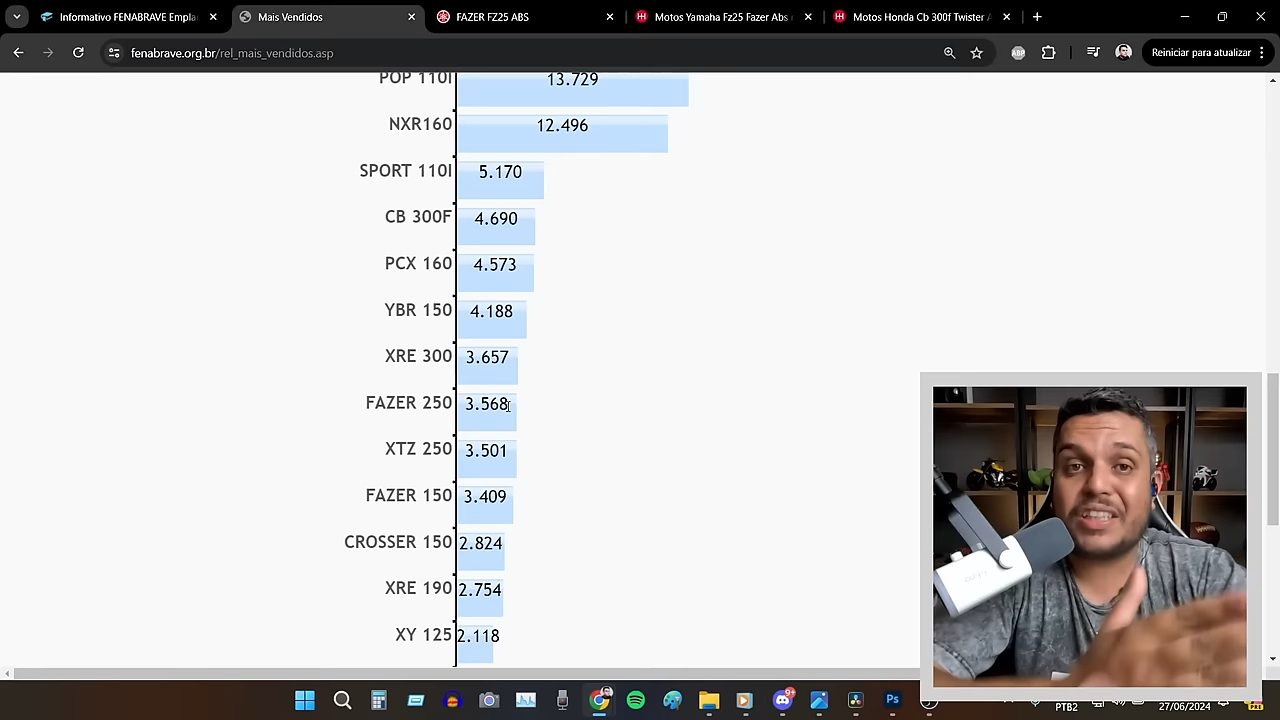 Informativo FENABRAVE Empla
Mais Vendidos
FAZER FZ25 ABS
Motos Yamaha Fz25 Fazer Abs
Motos Honda Cb 300f Twister A
fenabrave.org.br/rel_mais_vendidos.asp
ABP
Reiniciar para atualizar
POP 110I 13.729
NXR160 12.496
SPORT 110I 5.170
CB 300F 4.690
PCX 160 4.573
YBR 150 4.188
XRE 300 3.657
FAZER 250 3.568
XTZ 250 3.501
FAZER 150 3.409
CROSSER 150 2.824
XRE 190 2.754
XY 125 2.118
9+
Ps
PTB2
27/06/2024
PRE